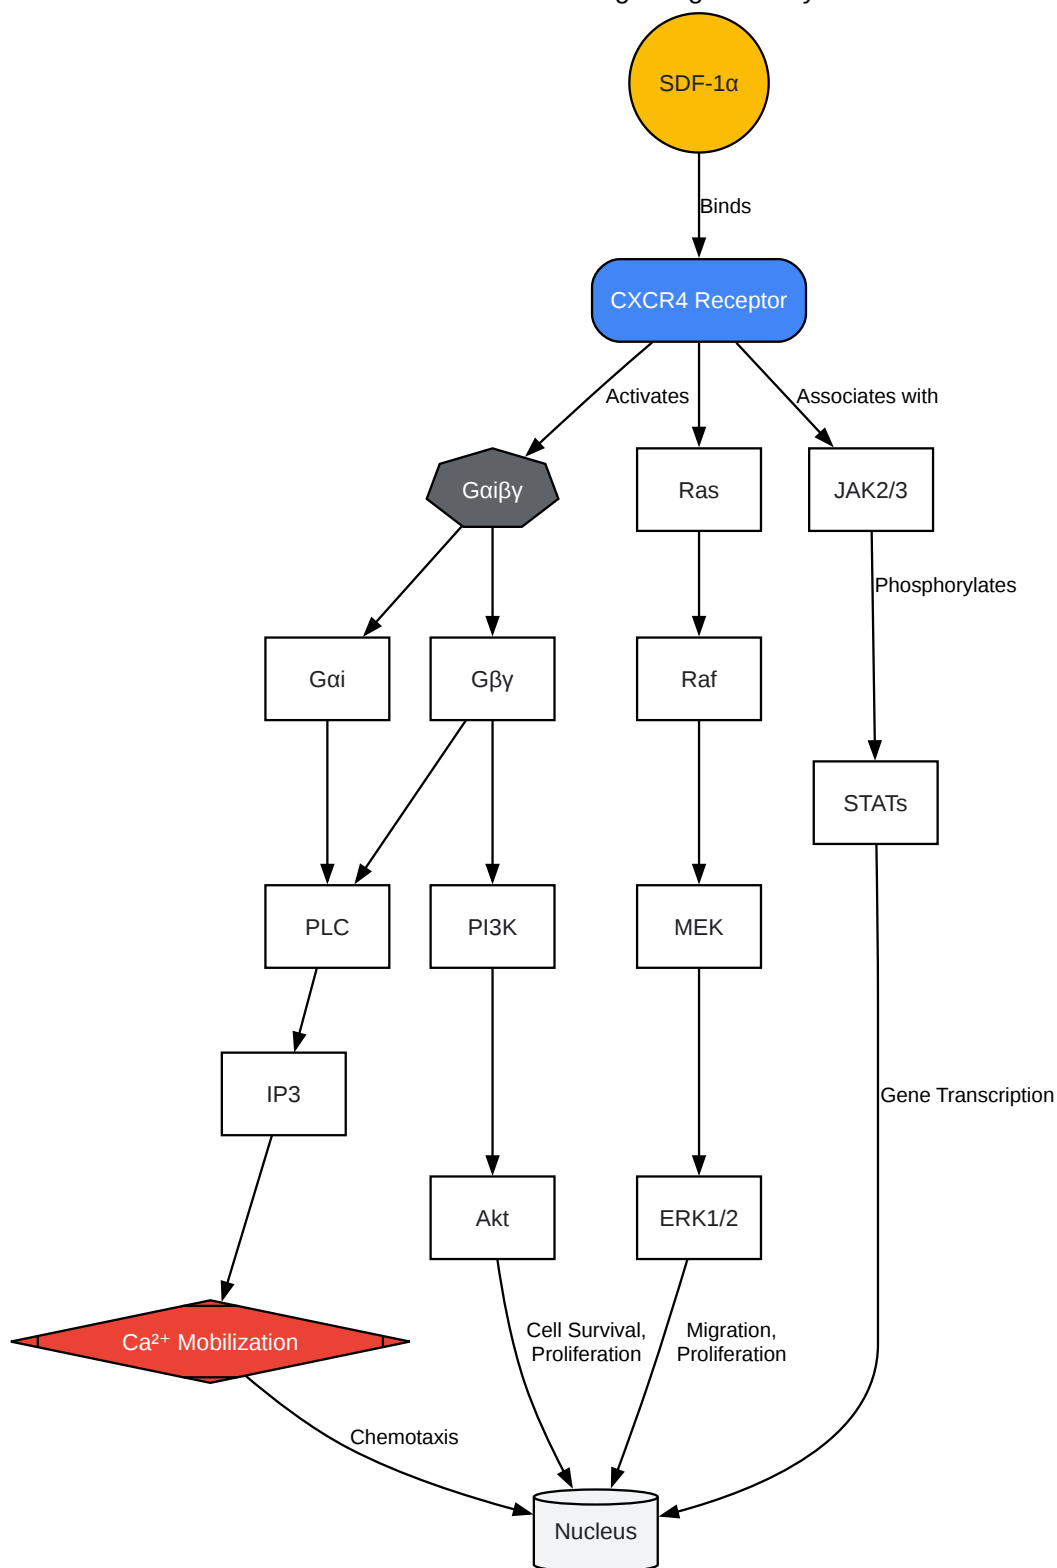 SDF-1α
Binds
CXCR4 Receptor
Activates
Associates with
Gαiβγ
Ras
JAK2/3
Phosphorylates
Gαi
Gβγ
Raf
STATs
PLC
PI3K
MEK
IP3
Gene Transcription
Akt
ERK1/2
Cell Survival,
Proliferation
Migration,
Proliferation
Ca²⁺ Mobilization
Chemotaxis
Nucleus